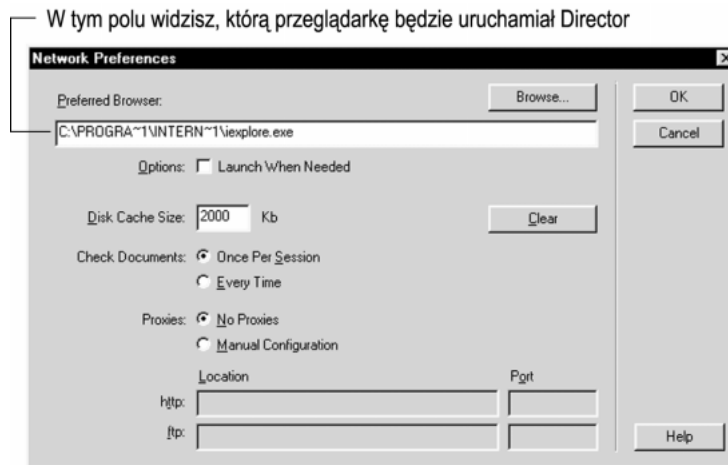 W tym polu widzisz, którą przeglądarkę będzie uruchamiał Director
Network Preferences
Preferred Browser:
Browse...
OK
C:\PROGRA~1\INTERN~1\iexplore.exe
Cancel
Options: Launch When Needed
Disk Cache Size: 2000 Kb
Clear
Check Documents: Once Per Session
Every Time
Proxies: No Proxies
Manual Configuration
Location Port
http:
ftp:
Help